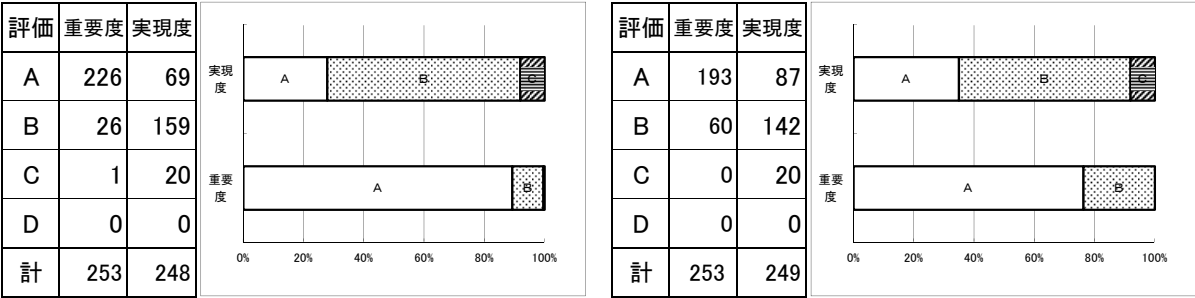 評価 重要度 実現度
A 226 69
B 26 159
C 1 20
D 0 0
計 253 248
実現
度
A B C
重要
度
A B
0% 20% 40% 60% 80% 100%
評価 重要度 実現度
A 193 87
B 60 142
C 0 20
D 0 0
計 253 249
実現
度
A B C
重要
度
A B
0% 20% 40% 60% 80% 100%